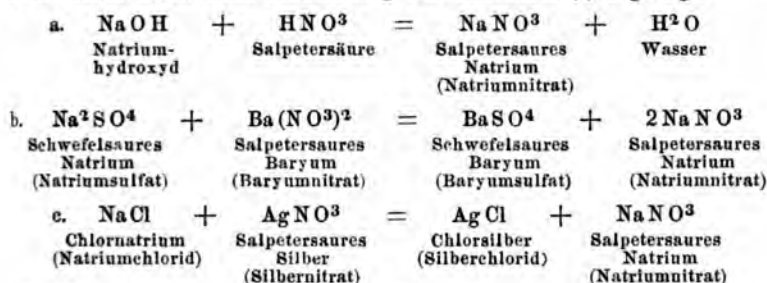 a. NaOH + HNO³ = NaNO³ + H²O
Natrium- Salpetersäure Salpetersaures Wasser
hydroxyd Natrium
(Natriumnitrat)
b. Na²SO⁴ + Ba(NO³)² = BaSO⁴ + 2NaNO³
Schwefelsaures Salpetersaures Schwefelsaures Salpetersaures
Natrium Baryum Baryum Natrium
(Natriumsulfat) (Baryumnitrat) (Baryumsulfat) (Natriumnitrat)
c. NaCl + AgNO³ = AgCl + NaNO³
Chlornatrium Salpetersaures Chlorsilber Salpetersaures
(Natriumchlorid) Silber (Silberchlorid) Natrium
(Silbernitrat) (Natriumnitrat)